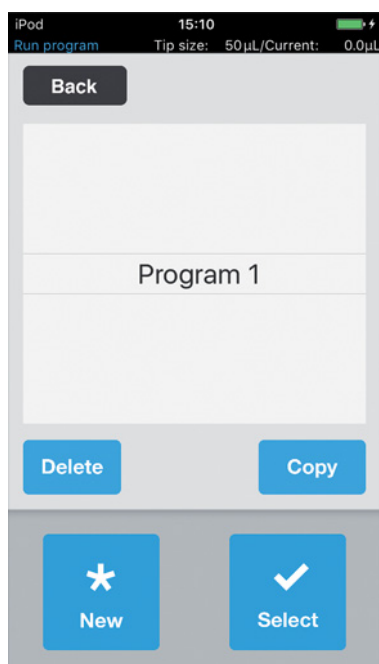 iPod 15:10
Run program Tip size: 50µL/Current: 0.0µL
Back
Program 1
Delete Copy
New Select